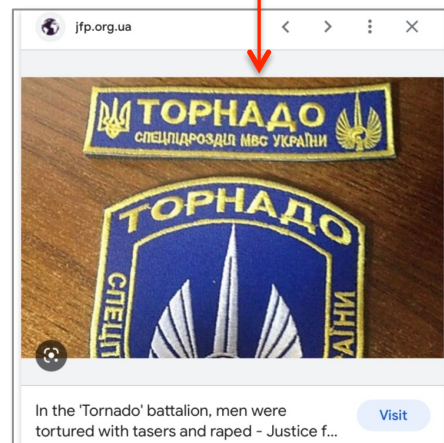 jfp.org.ua
ТОРНАДО
СПЕЦПІДРОЗДІЛ МВС УКРАЇНИ
ТОРНАДО
In the 'Tornado' battalion, men were
tortured with tasers and raped - Justice f...
Visit